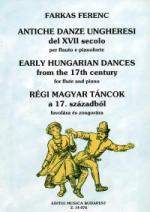 FARKAS FERENC
ANTICHE DANZE UNGHERESI
del XVII secolo
per flauto e pianoforte
EARLY HUNGARIAN DANCES
from the 17th century
for flute and piano
RÉGI MAGYAR TÁNCOK
a 17. századból
fuvolára és zongorára
EDITIO MUSICA BUDAPEST